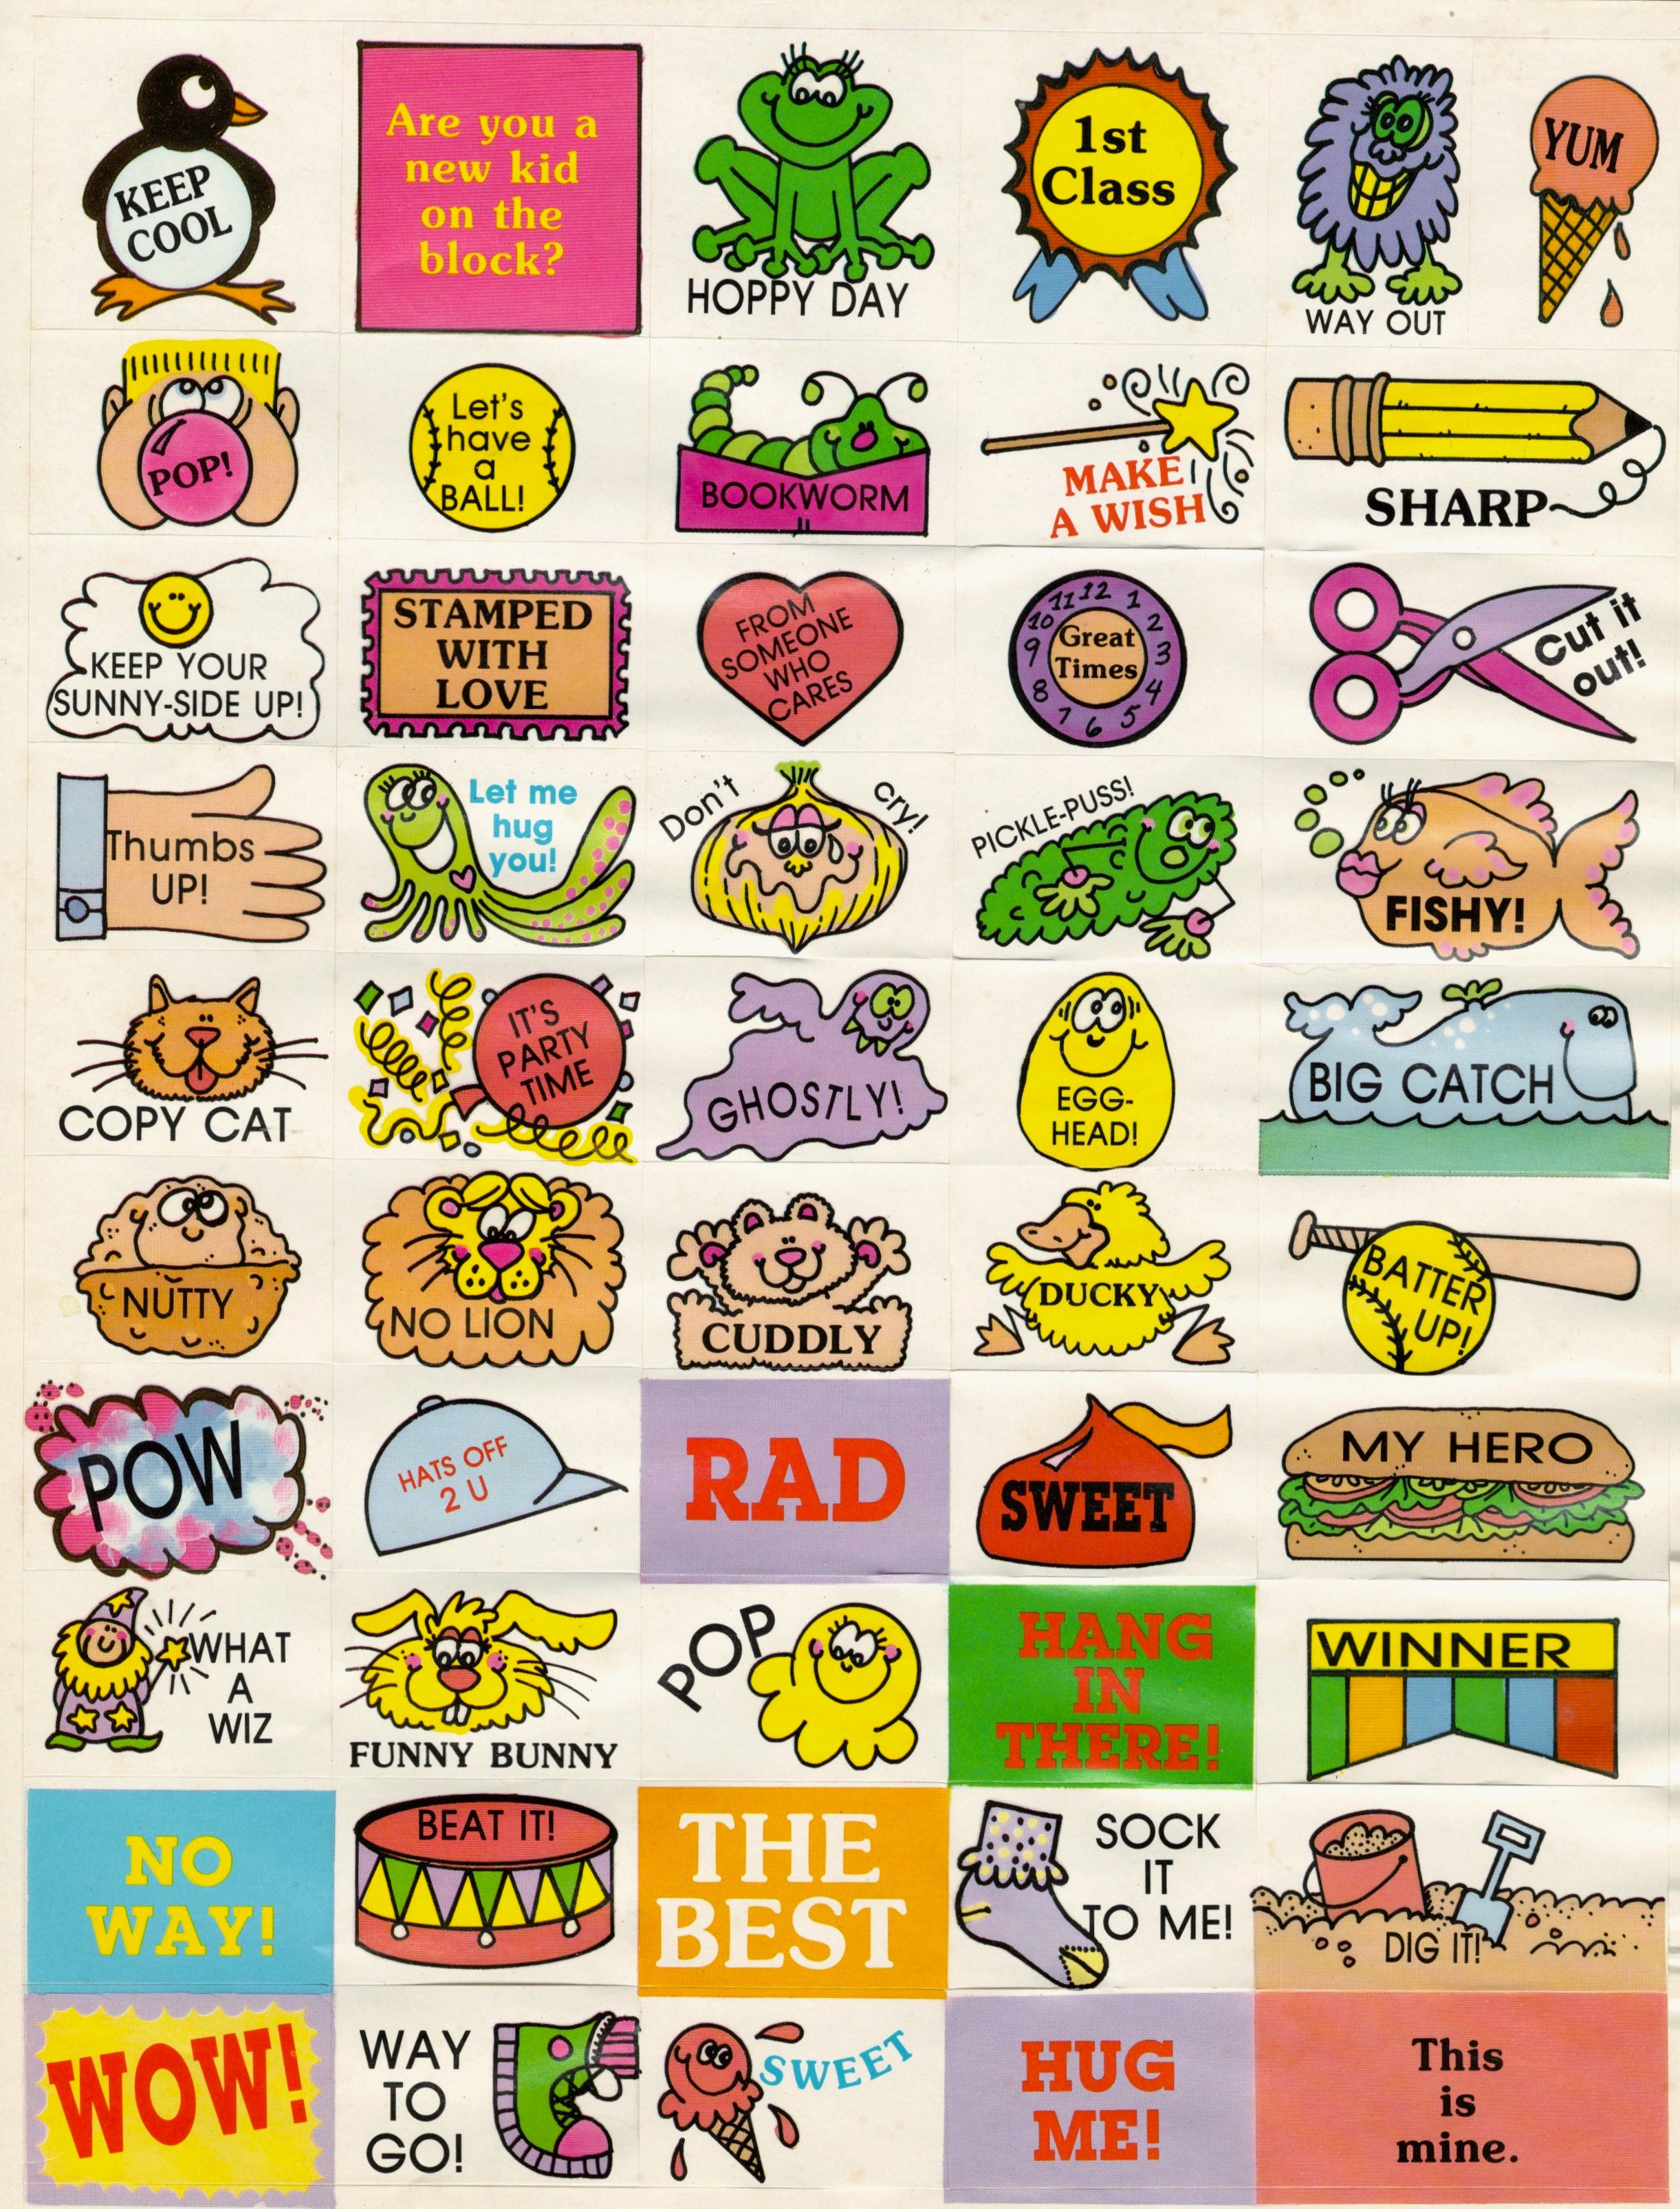 KEEP
COOL
Are you a
new kid
on the
block?
HOPPY DAY
1st
Class
WAY OUT
YUM
POP!
Let's
have
a
BALL!
BOOKWORM
MAKE
A WISH
SHARP
KEEP YOUR
SUNNY-SIDE UP!
STAMPED
WITH
LOVE
FROM
SOMEONE
WHO
CARES
12
1
2
3
4
5
6
7
8
9
10
11
Great
Times
Cut it
out!
Thumbs
UP!
Let me
hug
you!
Don't
cry!
PICKLE-PUSS!
FISHY!
COPY CAT
IT'S
PARTY
TIME
GHOSTLY!
EGG-
HEAD!
BIG CATCH
NUTTY
NO LION
CUDDLY
DUCKY
BATTER
UP!
POW
HATS OFF
2 U
RAD
SWEET
MY HERO
WHAT
A
WIZ
FUNNY BUNNY
POP
HANG
IN
THERE!
WINNER
NO
WAY!
BEAT IT!
THE
BEST
SOCK
IT
TO ME!
DIG IT!
WOW!
WAY
TO
GO!
SWEET
HUG
ME!
This
is
mine.